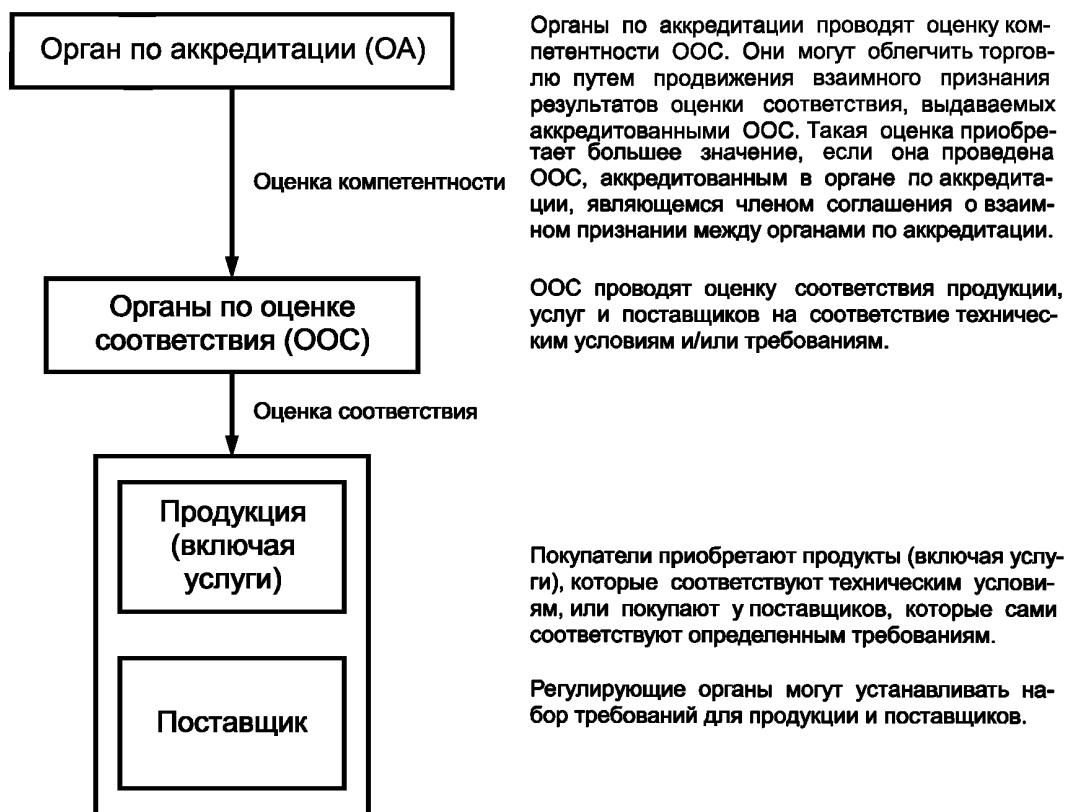 Орган по аккредитации (ОА)
Оценка компетентности
Органы по оценке
соответствия (ООС)
Оценка соответствия
Продукция
(включая
услуги)
Поставщик
Органы по аккредитации проводят оценку ком-
петентности ООС. Они могут облегчить торгов-
лю путем продвижения взаимного признания
результатов оценки соответствия, выдаваемых
аккредитованными ООС. Такая оценка приобре-
тает большее значение, если она проведена
ООС, аккредитованным в органе по аккредита-
ции, являющемся членом соглашения о взаим-
ном признании между органами по аккредитации.
ООС проводят оценку соответствия продукции,
услуг и поставщиков на соответствие техничес-
ким условиям и/или требованиям.
Покупатели приобретают продукты (включая услу-
ги), которые соответствуют техническим услови-
ям, или покупают у поставщиков, которые сами
соответствуют определенным требованиям.
Регулирующие органы могут устанавливать на-
бор требований для продукции и поставщиков.